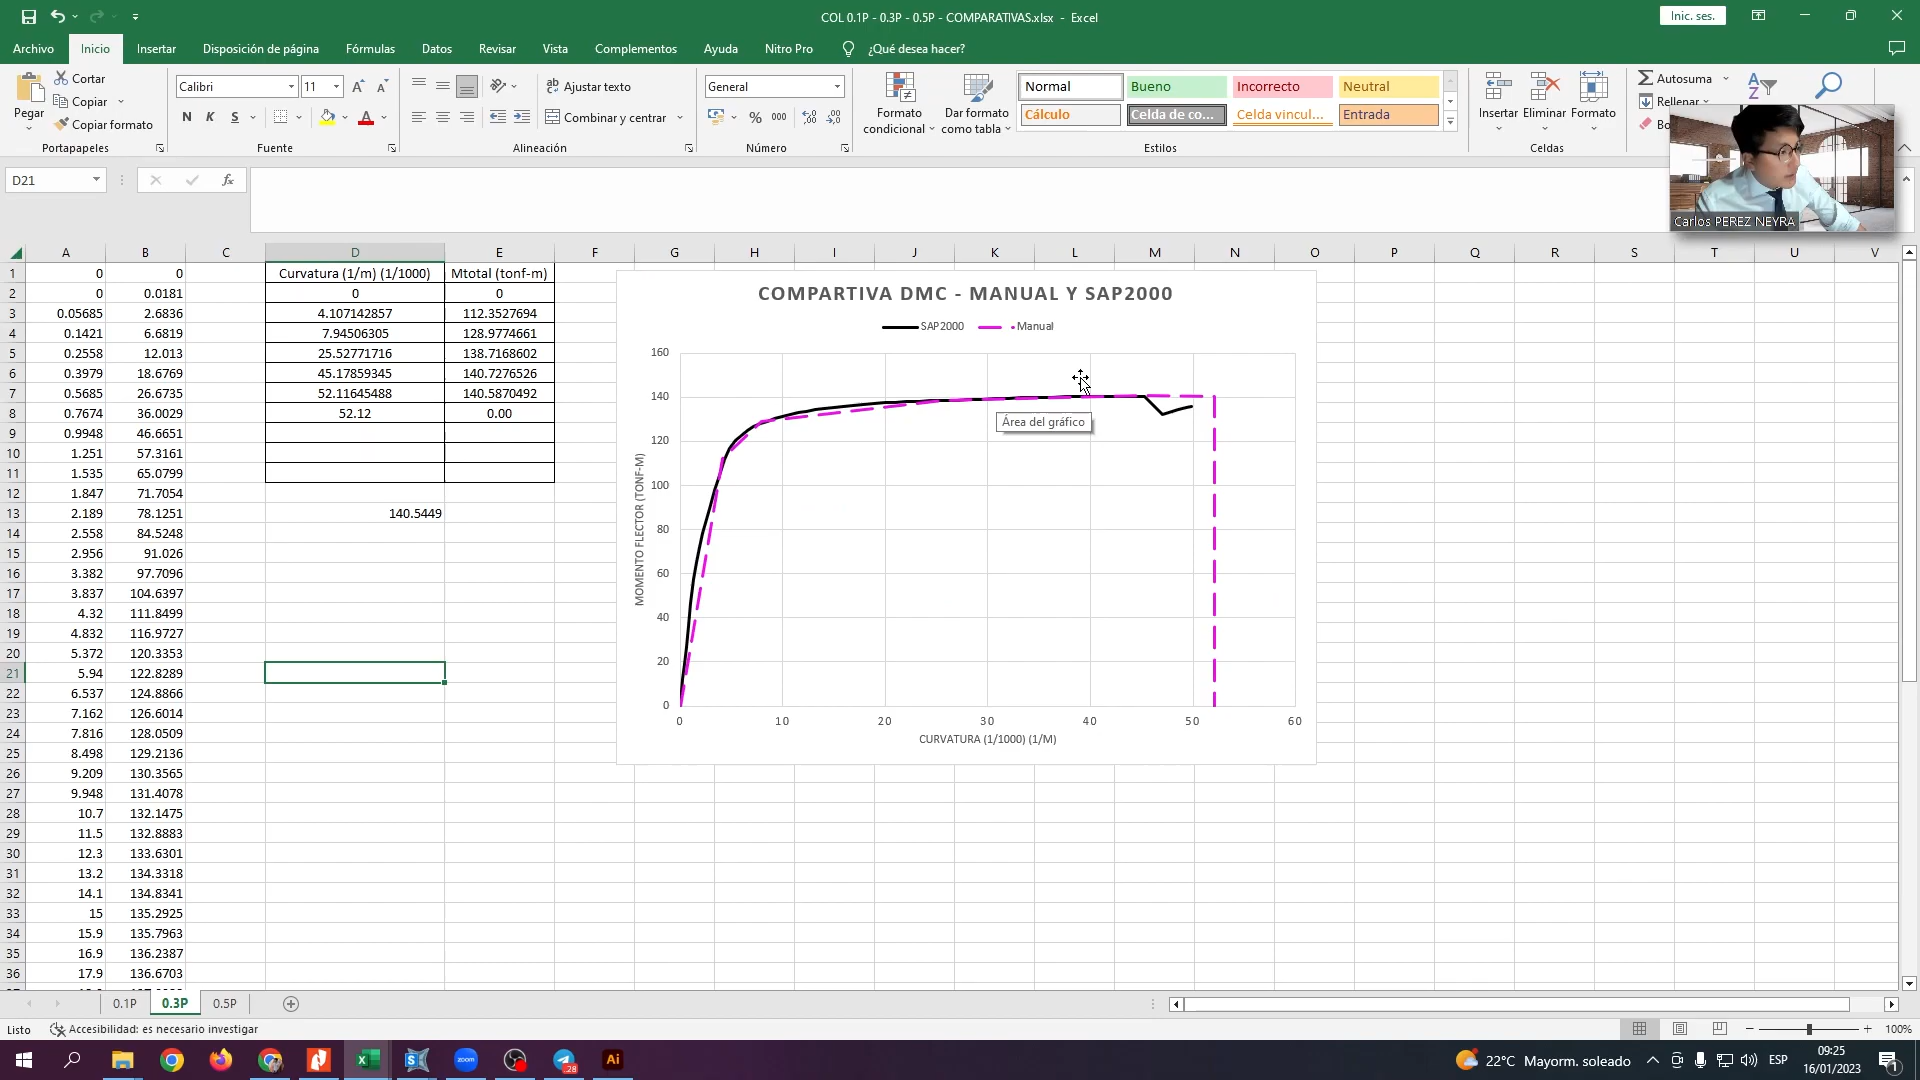 COL 0.1P - 0.3P - 0.5P - COMPARATIVAS.xlsx - Excel
Inic. ses.
Archivo Inicio Insertar Disposición de página Fórmulas Datos Revisar Vista Complementos Ayuda Nitro Pro ¿Qué desea hacer?
Pegar
Cortar
Copiar
Copiar formato
Portapapeles
Calibri 11
N K S
Fuente
Ajustar texto
Combinar y centrar
Alineación
General
% 000
Número
Formato condicional
Dar formato como tabla
Normal Bueno Incorrecto Neutral
Cálculo Celda de co... Celda vincul... Entrada
Estilos
Insertar Eliminar Formato
Celdas
Autosuma
Rellenar
Bo
Carlos PEREZ NEYRA
D21
fx
A B C D E F G H I J K L M N O P Q R S T U V
1 0 0 Curvatura (1/m) (1/1000) Mtotal (tonf-m)
2 0 0.0181 0 0
3 0.05685 2.6836 4.107142857 112.3527694
4 0.1421 6.6819 7.94506305 128.9774661
5 0.2558 12.013 25.52771716 138.7168602
6 0.3979 18.6769 45.17859345 140.7276526
7 0.5685 26.6735 52.11645488 140.5870492
8 0.7674 36.0029 52.12 0.00
9 0.9948 46.6651
10 1.251 57.3161
11 1.535 65.0799
12 1.847 71.7054
13 2.189 78.1251 140.5449
14 2.558 84.5248
15 2.956 91.026
16 3.382 97.7096
17 3.837 104.6397
18 4.32 111.8499
19 4.832 116.9727
20 5.372 120.3353
21 5.94 122.8289
22 6.537 124.8866
23 7.162 126.6014
24 7.816 128.0509
25 8.498 129.2136
26 9.209 130.3565
27 9.948 131.4078
28 10.7 132.1475
29 11.5 132.8883
30 12.3 133.6301
31 13.2 134.3318
32 14.1 134.8341
33 15 135.2925
34 15.9 135.7963
35 16.9 136.2387
36 17.9 136.6703
COMPARTIVA DMC - MANUAL Y SAP2000
SAP2000 Manual
160
140
120
100
80
60
40
20
0
0 10 20 30 40 50 60
MOMENTO FLECTOR (TONF-M)
CURVATURA (1/1000) (1/M)
Área del gráfico
0.1P 0.3P 0.5P
Listo Accesibilidad: es necesario investigar
100%
zoom
28
Ai
22°C Mayorm. soleado
ESP
09:25
16/01/2023
1